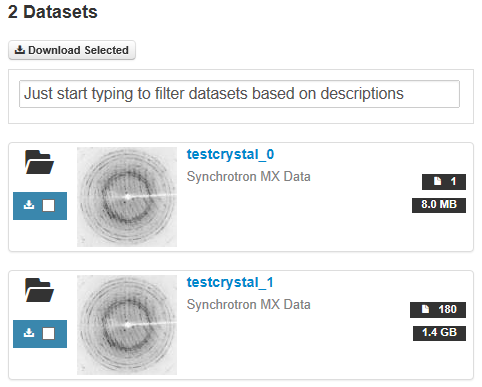 2 Datasets
Download Selected
Just start typing to filter datasets based on descriptions
testcrystal_0
Synchrotron MX Data
1
8.0 MB
testcrystal_1
Synchrotron MX Data
180
1.4 GB